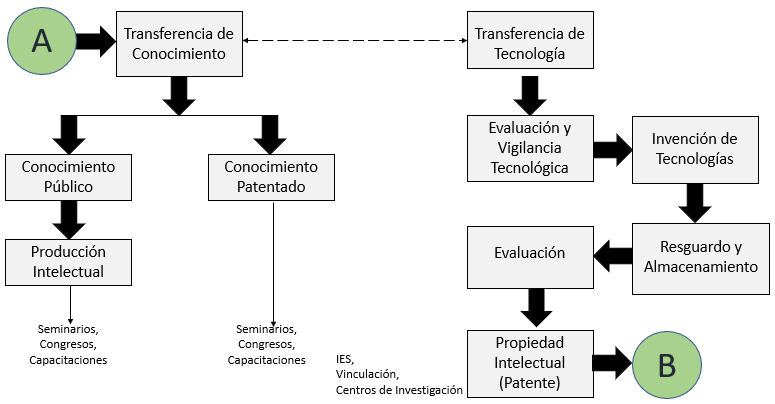 A
Transferencia de
Conocimiento
Transferencia de
Tecnología
Evaluación y
Vigilancia
Tecnológica
Invención de
Tecnologías
Conocimiento
Público
Conocimiento
Patentado
Producción
Intelectual
Evaluación
Resguardo y
Almacenamiento
Seminarios,
Congresos,
Capacitaciones
Seminarios,
Congresos,
Capacitaciones
IES,
Vinculación,
Centros de Investigación
Propiedad
Intelectual
(Patente)
B